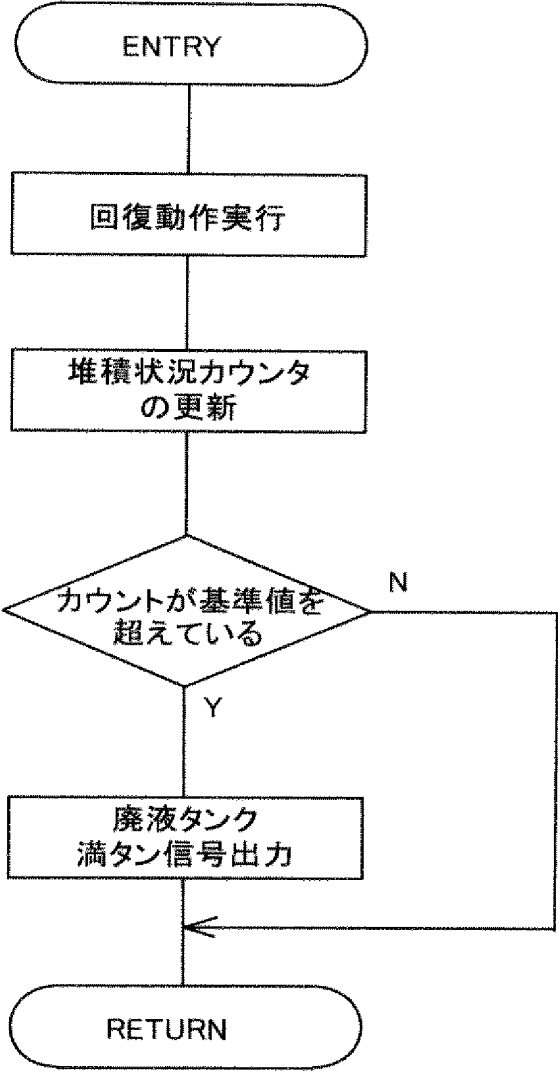 ENTRY
回復動作実行
堆積状況カウンタ
の更新
カウントが基準値を
超えている
N
Y
廃液タンク
満タン信号出力
RETURN